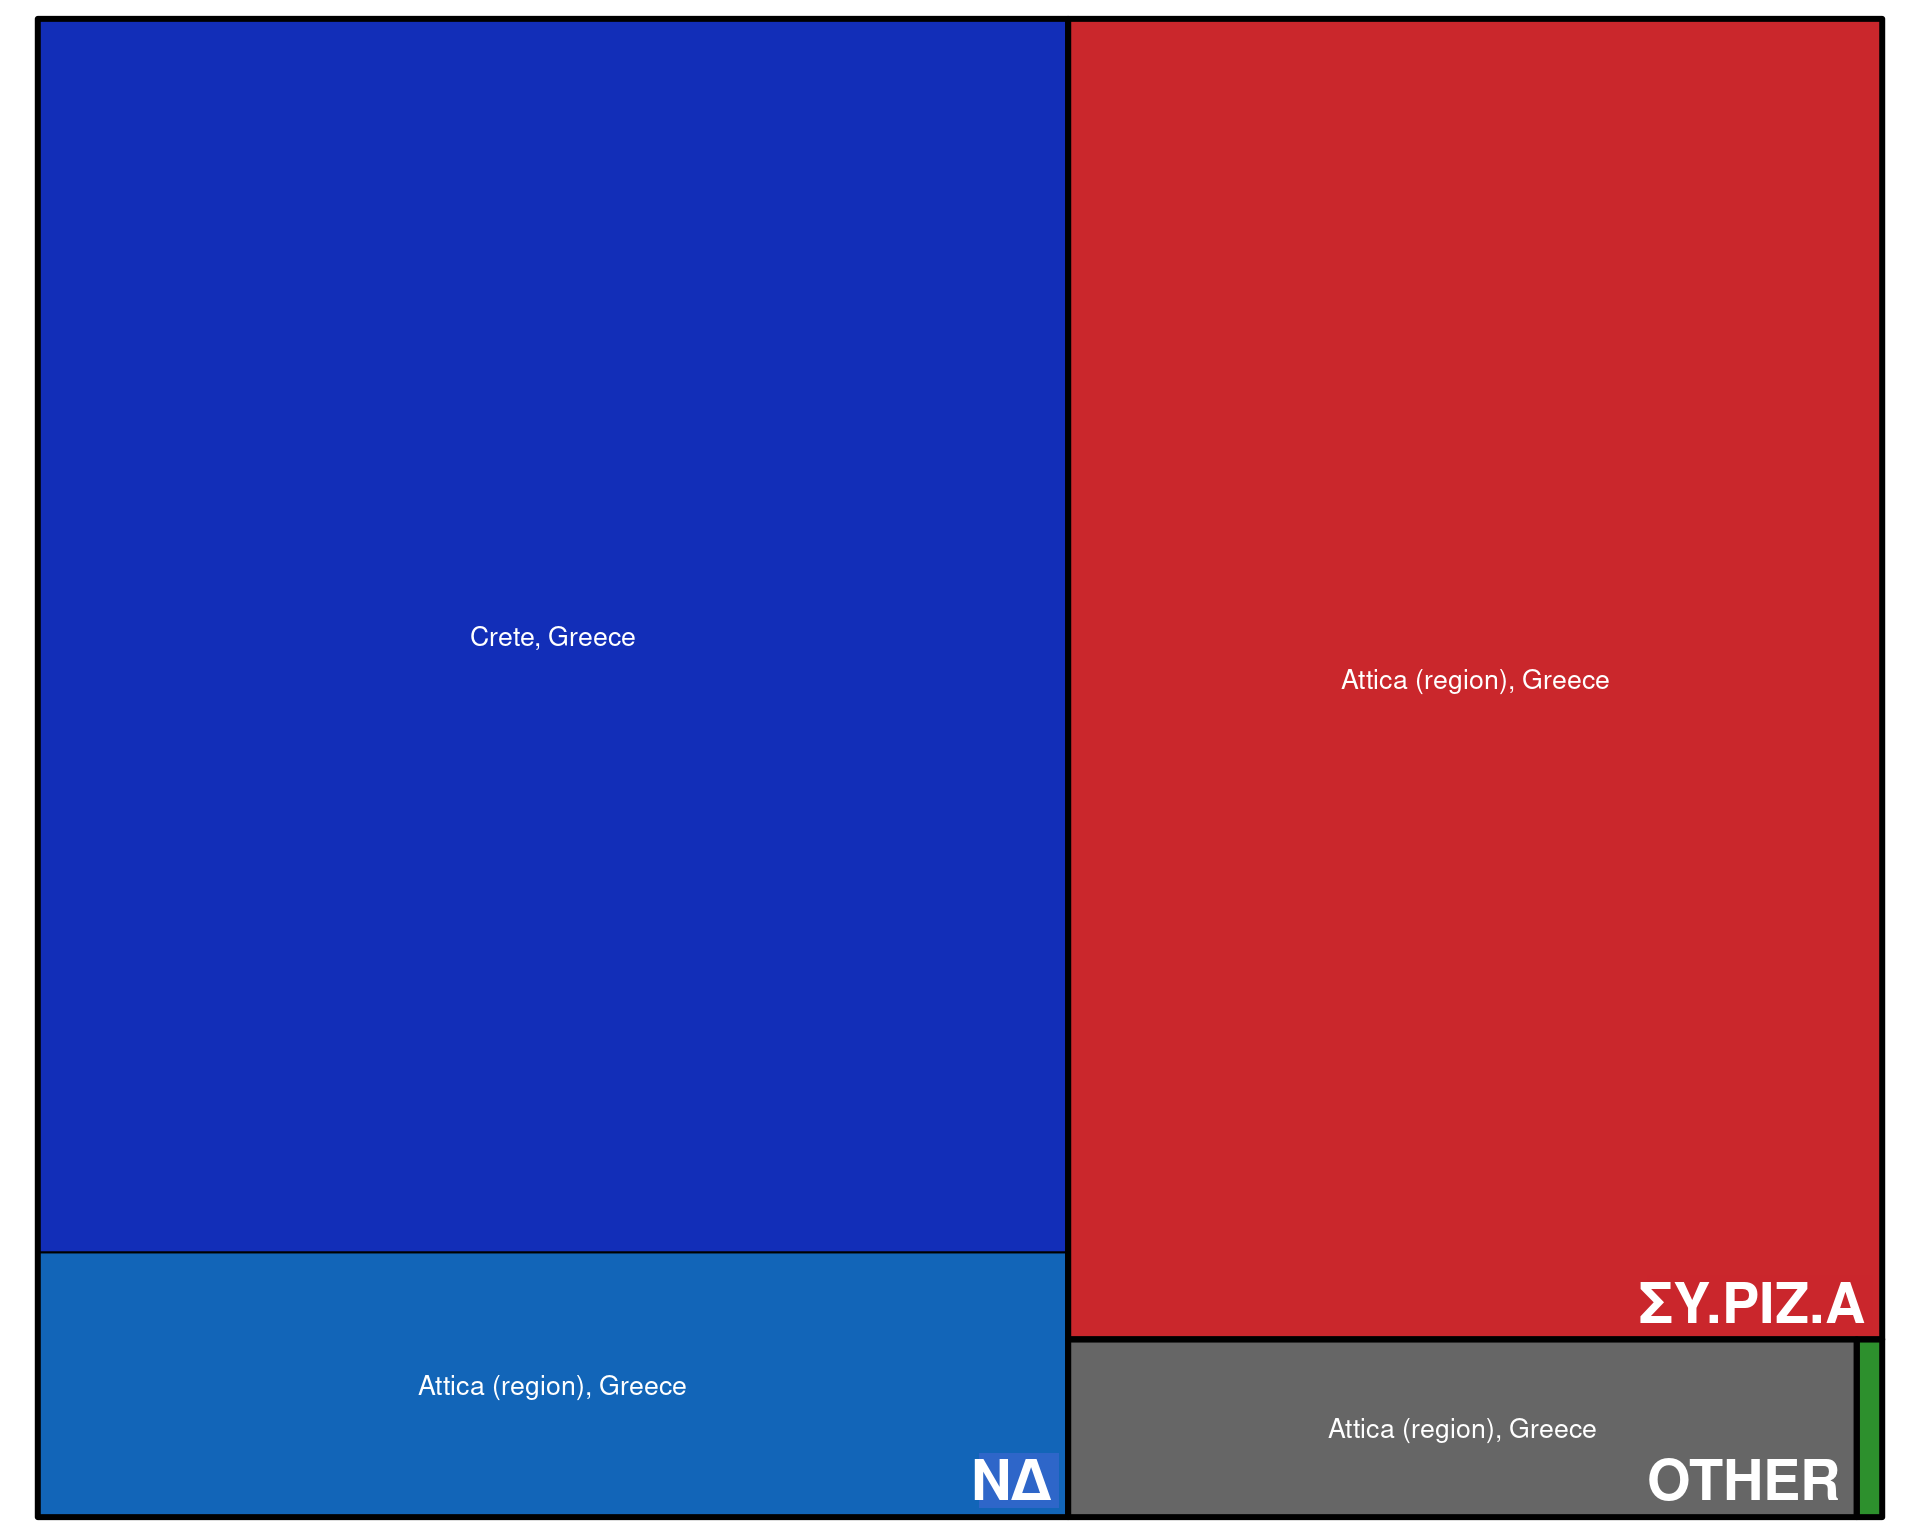 Crete, Greece
Attica (region), Greece
ΝΔ
Attica (region), Greece
ΣΥ.ΡΙΖ.Α
Attica (region), Greece
OTHER